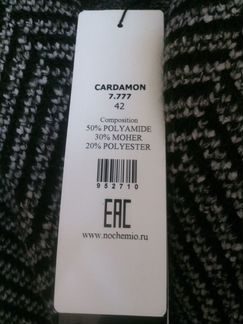 CARDAMON
7.777
42
Composition
50% POLYAMIDE
30% MOHER
20% POLYESTER
952710
EAC
www.nochemio.ru